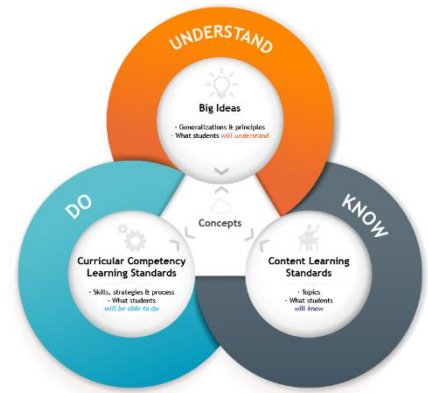 UNDERSTAND
Big Ideas
- Generalizations & principles
- What students will understand
DO
KNOW
Concepts
Curricular Competency
Learning Standards
- Skills, strategies & process
- What students
will be able to do
Content Learning
Standards
- Topics
- What students
will know